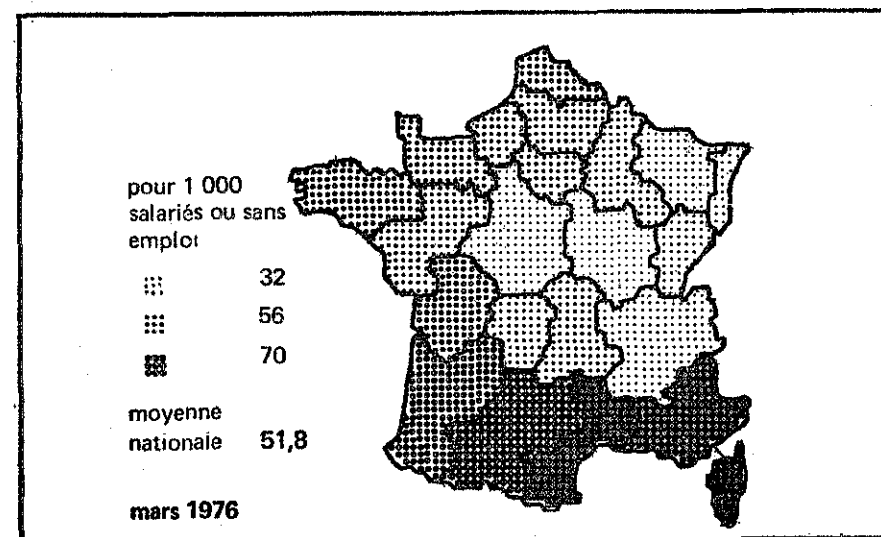 pour 1 000
salariés ou sans
emploi
32
56
70
moyenne
nationale 51,8
mars 1976